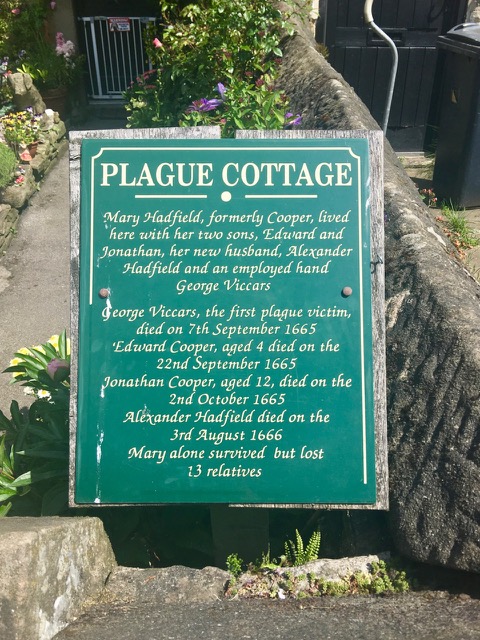 PLAGUE COTTAGE
Mary Hadfield, formerly Cooper, lived
here with her two sons, Edward and
Jonathan, her new husband, Alexander
Hadfield and an employed hand
George Viccars
George Viccars, the first plague victim,
died on 7th September 1665
Edward Cooper, aged 4 died on the
22nd September 1665
Jonathan Cooper, aged 12, died on the
2nd October 1665
Alexander Hadfield died on the
3rd August 1666
Mary alone survived but lost
13 relatives